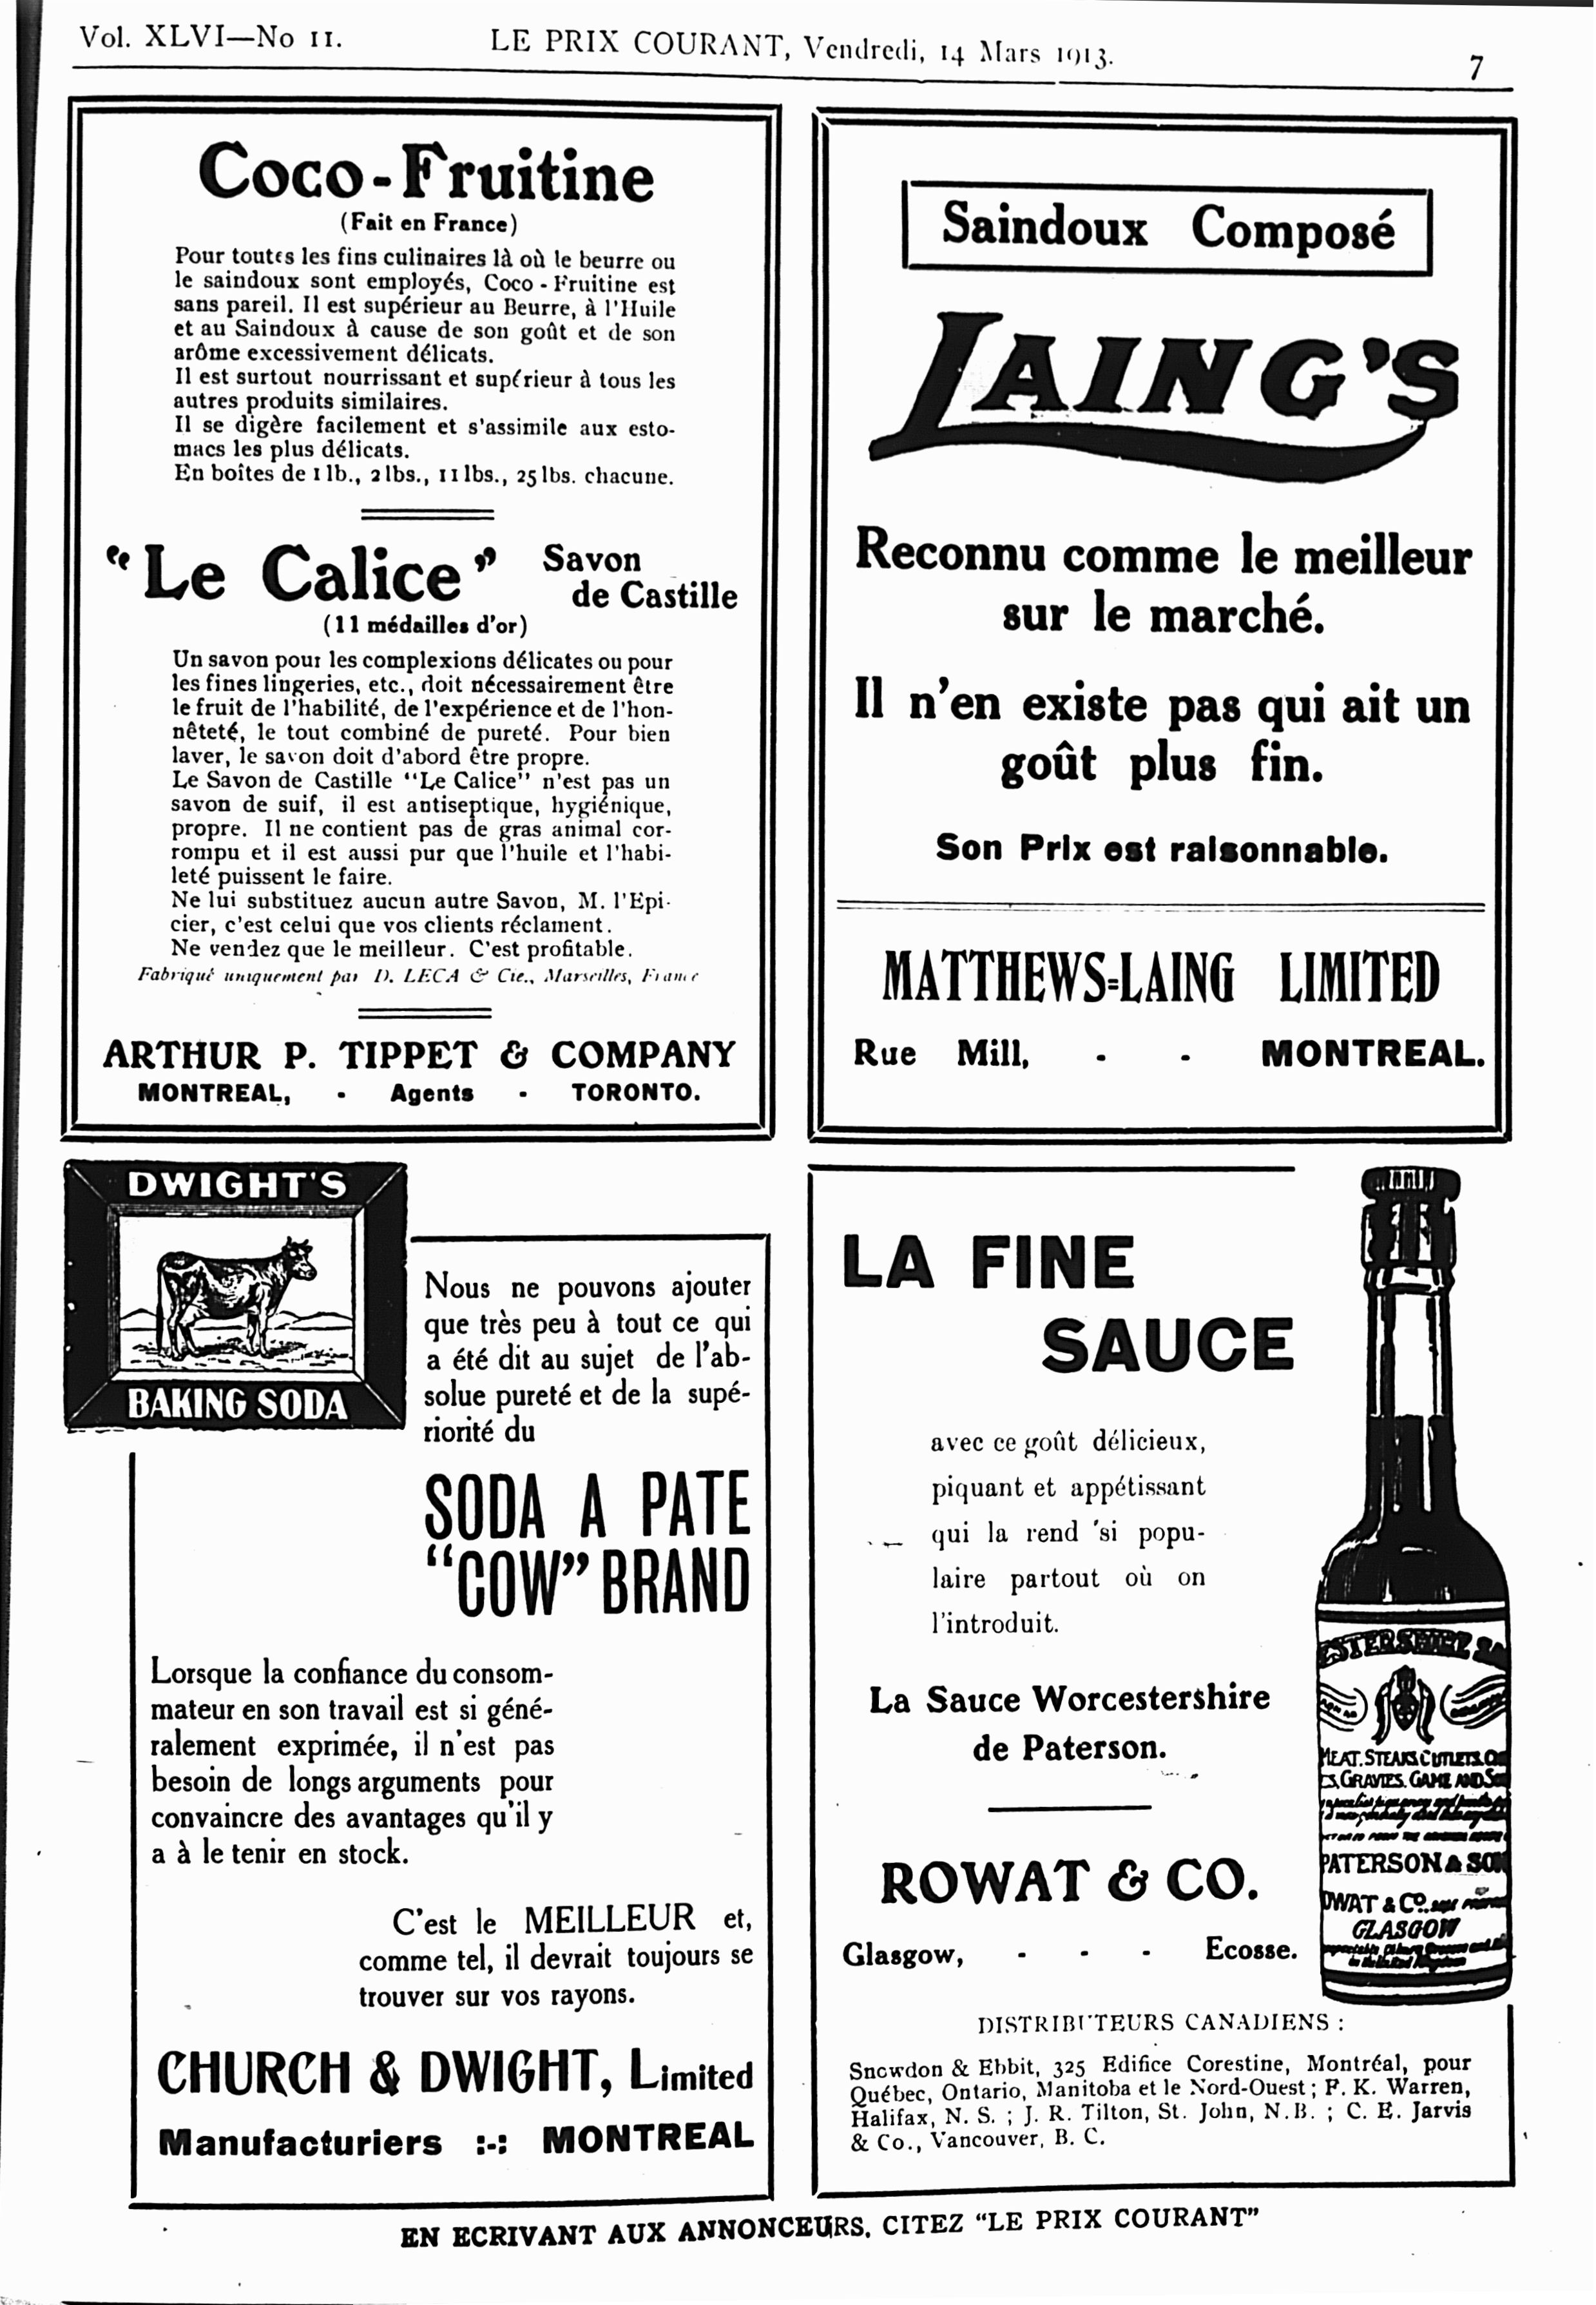 Vol. XLVI—No 11.
LE PRIX COURANT, Vendredi, 14 Mars 1913.
7
Coco-Fruitine
(Fait en France)
Pour toutes les fins culinaires là où le beurre ou
le saindoux sont employés, Coco-Fruitine est
sans pareil. Il est supérieur au Beurre, à l'Huile
et au Saindoux à cause de son goût et de son
arôme excessivement délicats.
Il est surtout nourrissant et supérieur à tous les
autres produits similaires.
Il se digère facilement et s'assimile aux esto-
macs les plus délicats.
En boîtes de 1 lb., 2 lbs., 11 lbs., 25 lbs. chacune.
"Le Calice" Savon
de Castille
(11 médailles d'or)
Un savon pour les complexions délicates ou pour
les fines lingeries, etc., doit nécessairement être
le fruit de l'habilité, de l'expérience et de l'hon-
nêteté, le tout combiné de pureté. Pour bien
laver, le savon doit d'abord être propre.
Le Savon de Castille "Le Calice" n'est pas un
savon de suif, il est antiseptique, hygiénique,
propre. Il ne contient pas de gras animal cor-
rompu et il est aussi pur que l'huile et l'habi-
leté puissent le faire.
Ne lui substituez aucun autre Savon, M. l'Epi-
cier, c'est celui que vos clients réclament.
Ne vendez que le meilleur. C'est profitable.
Fabriqué uniquement par D. LECA & Cie., Marseilles, France
ARTHUR P. TIPPET & COMPANY
MONTREAL, - Agents - TORONTO.
Saindoux Composé
LAING'S
Reconnu comme le meilleur
sur le marché.
Il n'en existe pas qui ait un
goût plus fin.
Son Prix est raisonnable.
MATTHEWS=LAING LIMITED
Rue Mill, - - MONTREAL.
DWIGHT'S
BAKING SODA
Nous ne pouvons ajouter
que très peu à tout ce qui
a été dit au sujet de l'ab-
solue pureté et de la supé-
riorité du
SODA A PATE
"COW" BRAND
Lorsque la confiance du consom-
mateur en son travail est si géné-
ralement exprimée, il n'est pas
besoin de longs arguments pour
convaincre des avantages qu'il y
a à le tenir en stock.
C'est le MEILLEUR et,
comme tel, il devrait toujours se
trouver sur vos rayons.
CHURCH & DWIGHT, Limited
Manufacturiers :-: MONTREAL
LA FINE
SAUCE
avec ce goût délicieux,
piquant et appétissant
qui la rend si popu-
laire partout où on
l'introduit.
La Sauce Worcestershire
de Paterson.
ROWAT & CO.
Glasgow, - - - Ecosse.
ESTERSHIRE SA
MEAT. STEAKS CUTLETS. 
GRAVIES. GAME AND
PATERSON & SON
OWAT & CO.
GLASGOW
DISTRIBUTEURS CANADIENS :
Snowdon & Ebbit, 325 Edifice Corestine, Montréal, pour
Québec, Ontario, Manitoba et le Nord-Ouest ; F. K. Warren,
Halifax, N. S. ; J. R. Tilton, St. John, N.B. ; C. E. Jarvis
& Co., Vancouver, B. C.
EN ECRIVANT AUX ANNONCEURS, CITEZ "LE PRIX COURANT"